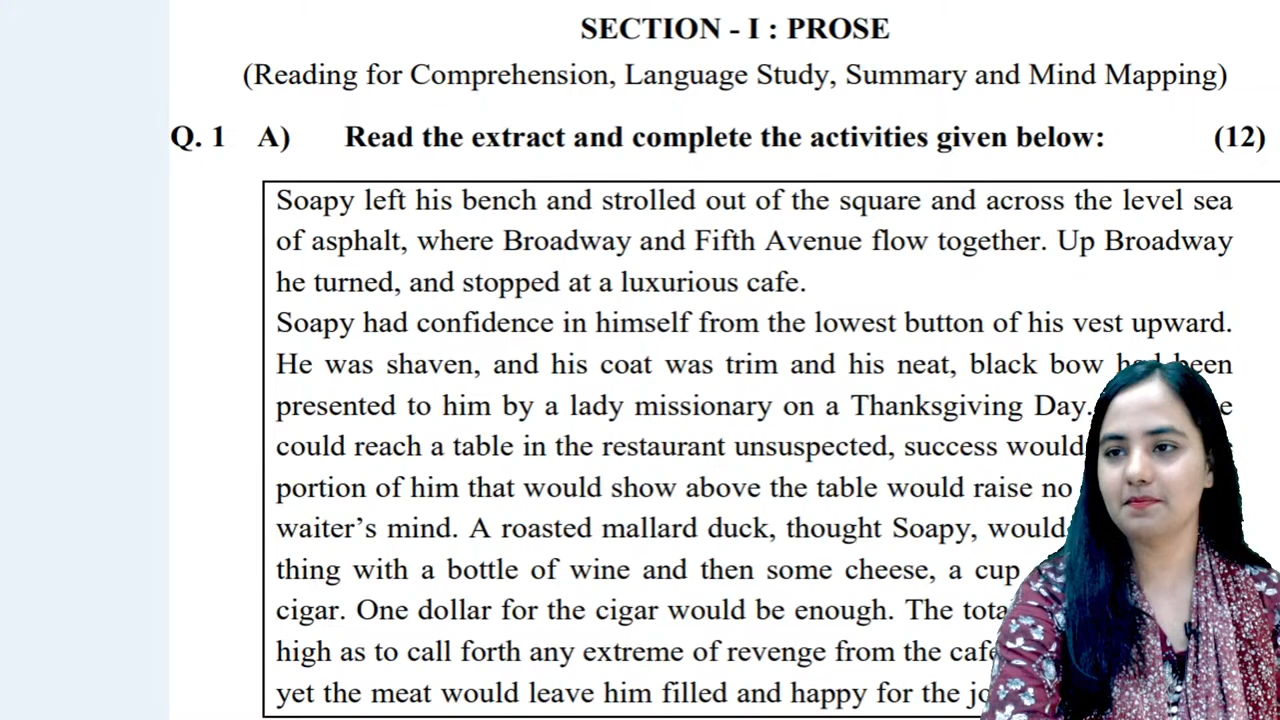 SECTION - I : PROSE
(Reading for Comprehension, Language Study, Summary and Mind Mapping)
Q. 1 A) Read the extract and complete the activities given below: (12)
Soapy left his bench and strolled out of the square and across the level sea
of asphalt, where Broadway and Fifth Avenue flow together. Up Broadway
he turned, and stopped at a luxurious cafe.
Soapy had confidence in himself from the lowest button of his vest upward.
He was shaven, and his coat was trim and his neat, black bow had been
presented to him by a lady missionary on a Thanksgiving Day.
could reach a table in the restaurant unsuspected, success would
portion of him that would show above the table would raise no
waiter's mind. A roasted mallard duck, thought Soapy, would
thing with a bottle of wine and then some cheese, a cup
cigar. One dollar for the cigar would be enough. The
high as to call forth any extreme of revenge from the
yet the meat would leave him filled and happy for the